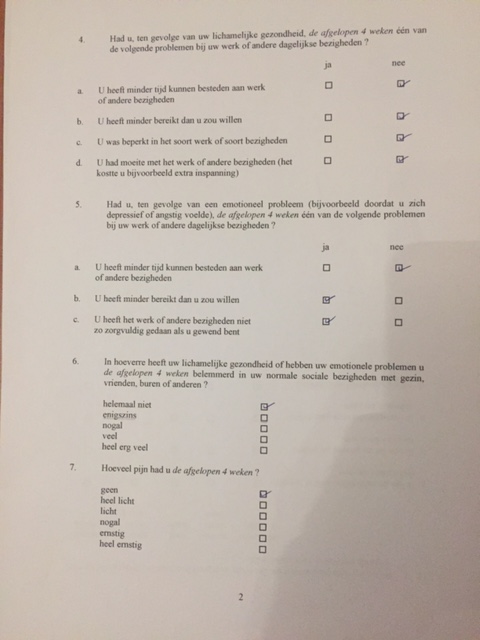 4. Had u, ten gevolge van uw lichamelijke gezondheid, de afgelopen 4 weken één van
de volgende problemen bij uw werk of andere dagelijkse bezigheden ?
ja nee
a. U heeft minder tijd kunnen besteden aan werk
of andere bezigheden
b. U heeft minder bereikt dan u zou willen
c. U was beperkt in het soort werk of soort bezigheden
d. U had moeite met het werk of andere bezigheden (het
kostte u bijvoorbeeld extra inspanning)
5. Had u, ten gevolge van een emotioneel probleem (bijvoorbeeld doordat u zich
depressief of angstig voelde), de afgelopen 4 weken één van de volgende problemen
bij uw werk of andere dagelijkse bezigheden ?
ja nee
a. U heeft minder tijd kunnen besteden aan werk
of andere bezigheden
b. U heeft minder bereikt dan u zou willen
c. U heeft het werk of andere bezigheden niet
zo zorgvuldig gedaan als u gewend bent
6. In hoeverre heeft uw lichamelijke gezondheid of hebben uw emotionele problemen u
de afgelopen 4 weken belemmerd in uw normale sociale bezigheden met gezin,
vrienden, buren of anderen ?
helemaal niet
enigszins
nogal
veel
heel erg veel
7. Hoeveel pijn had u de afgelopen 4 weken ?
geen
heel licht
licht
nogal
ernstig
heel ernstig
2